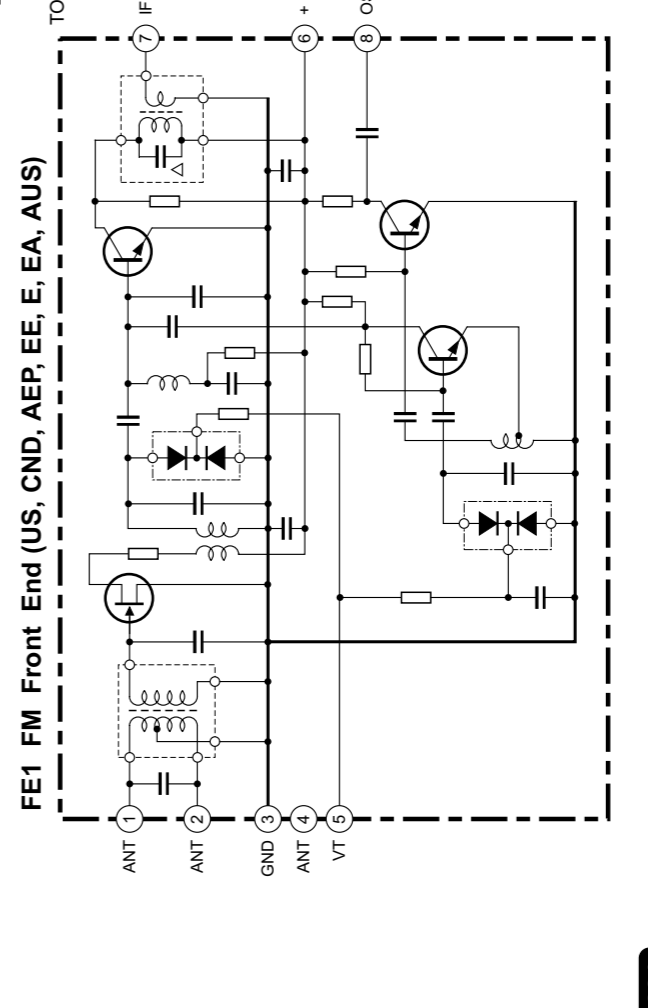 FE1 FM Front End (US, CND, AEP, EE, E, EA, AUS)
ANT 1
ANT 2
GND 3
ANT 4
VT 5
TO
7 IF
6 +
8